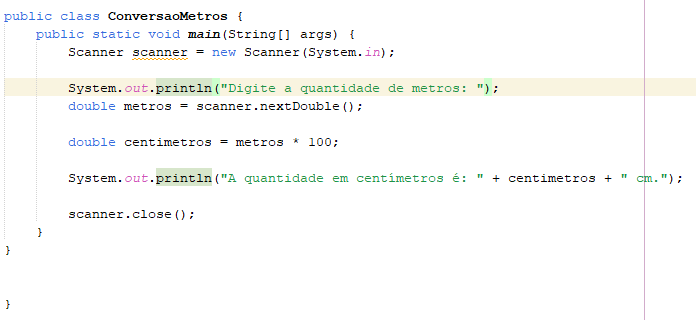 public class ConversaoMetros {
    public static void main(String[] args) {
        Scanner scanner = new Scanner(System.in);
        System.out.println("Digite a quantidade de metros: ");
        double metros = scanner.nextDouble();
        double centimetros = metros * 100;
        System.out.println("A quantidade em centímetros é: " + centimetros + " cm.");
        scanner.close();
    }
}
}